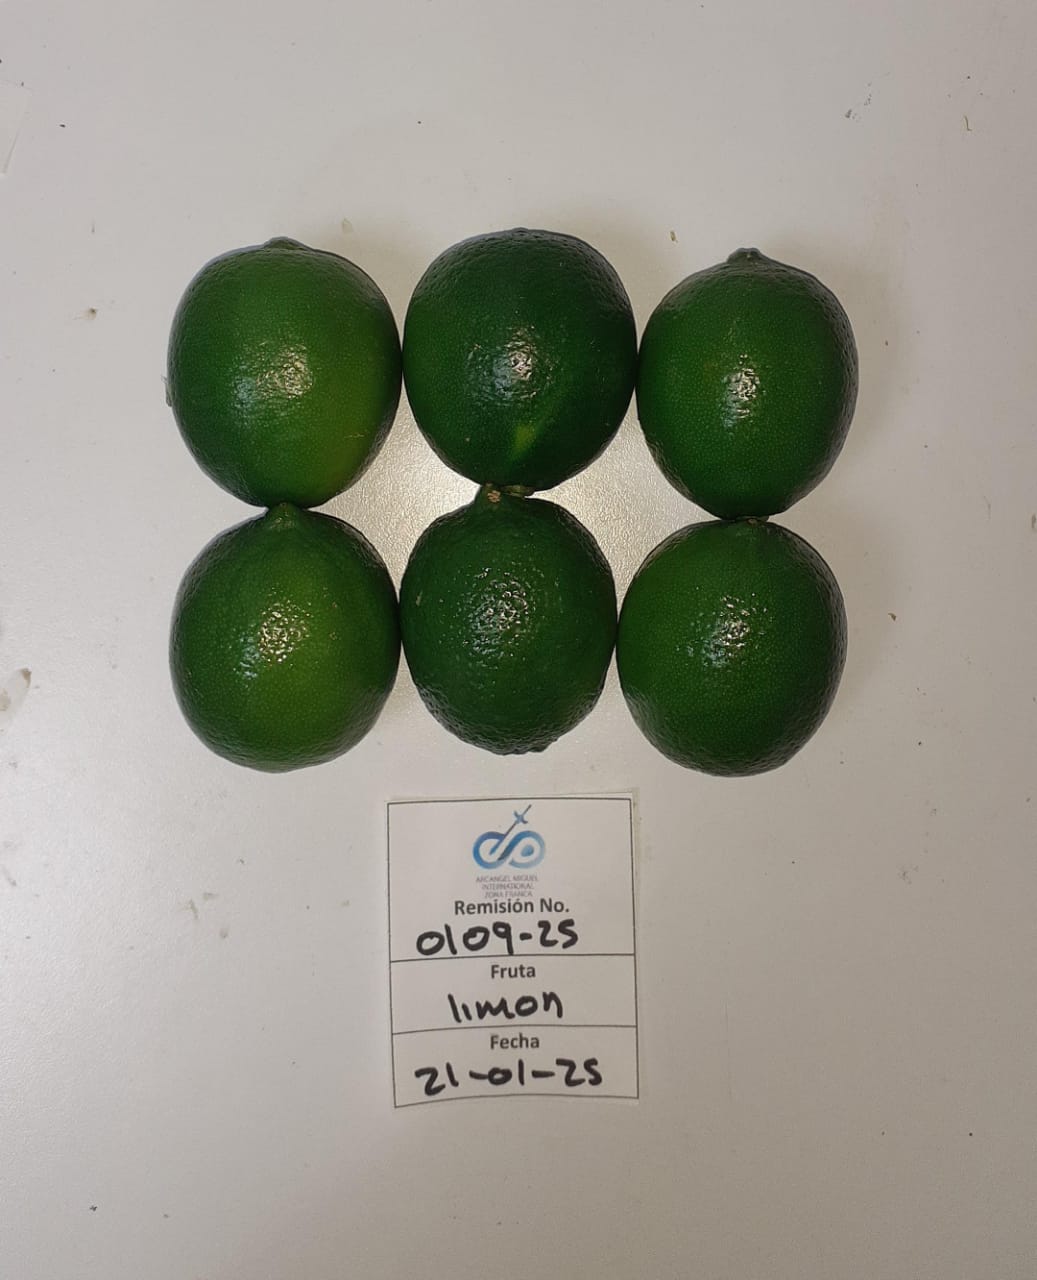 ARCANGEL MIGUEL
INTERNATIONAL
ZONA FRANCA
Remisión No.
0109-25
Fruta
limon
Fecha
21-01-25